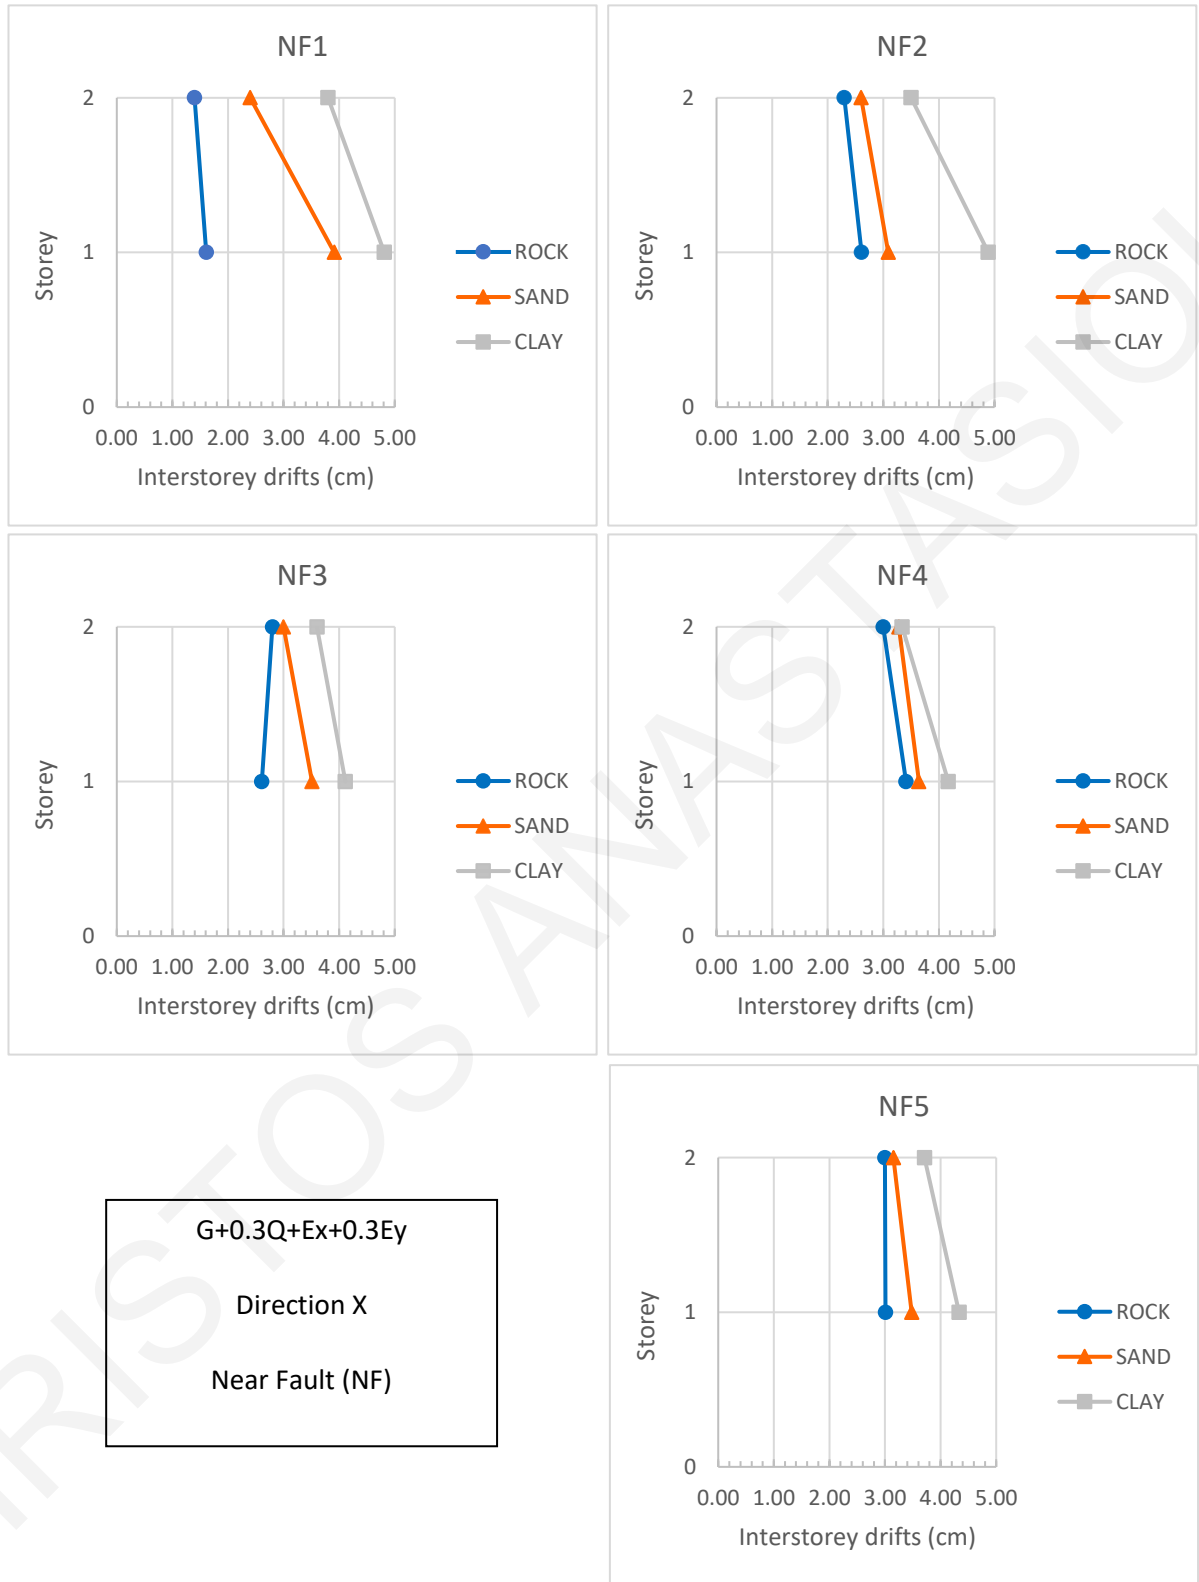 NF1
2
1
0
Storey
0.00 1.00 2.00 3.00 4.00 5.00
Interstorey drifts (cm)
ROCK
SAND
CLAY
NF2
2
1
0
Storey
0.00 1.00 2.00 3.00 4.00 5.00
Interstorey drifts (cm)
ROCK
SAND
CLAY
NF3
2
1
0
Storey
0.00 1.00 2.00 3.00 4.00 5.00
Interstorey drifts (cm)
ROCK
SAND
CLAY
NF4
2
1
0
Storey
0.00 1.00 2.00 3.00 4.00 5.00
Interstorey drifts (cm)
ROCK
SAND
CLAY
G+0.3Q+Ex+0.3Ey
Direction X
Near Fault (NF)
NF5
2
1
0
Storey
0.00 1.00 2.00 3.00 4.00 5.00
Interstorey drifts (cm)
ROCK
SAND
CLAY
RISTOS ANASTASIOU